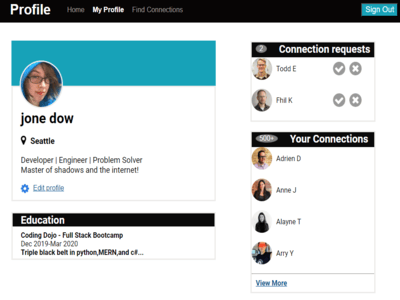 Profile
Home
My Profile
Find Connections
Sign Out
jone dow
Seattle
Developer | Engineer | Problem Solver
Master of shadows and the internet!
Edit profile
Education
Coding Dojo - Full Stack Bootcamp
Dec 2019-Mar 2020
Triple black belt in python,MERN,and c#...
2 Connection requests
Todd E
Fhil K
500+ Your Connections
Adrien D
Anne J
Alayne T
Arry Y
View More